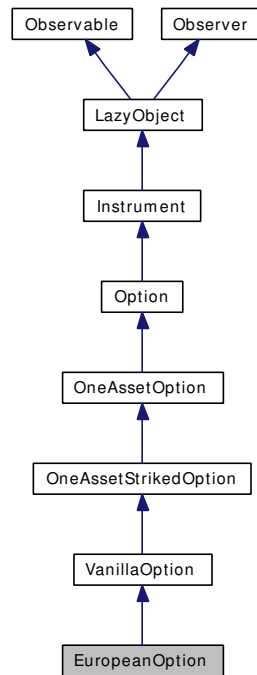 Observable
Observer
LazyObject
Instrument
Option
OneAssetOption
OneAssetStrikedOption
VanillaOption
EuropeanOption